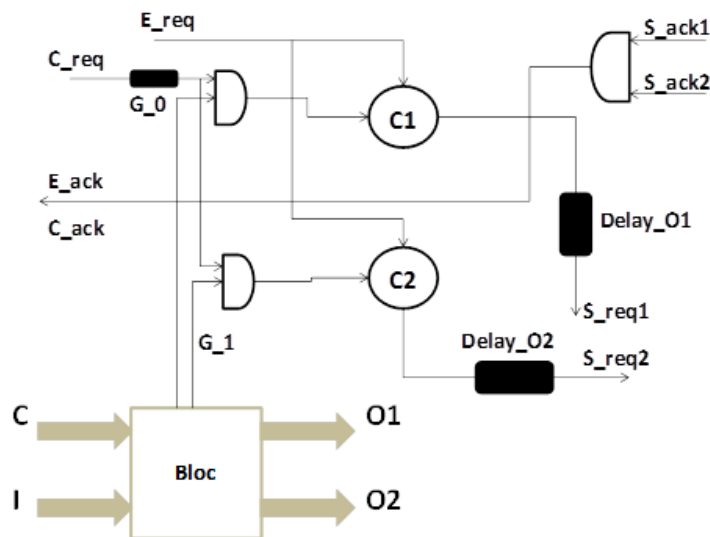 E_req
S_ack1
C_req
G_0
S_ack2
C1
E_ack
C_ack
Delay_O1
C2
S_req1
G_1
Delay_O2
S_req2
C
O1
Bloc
I
O2